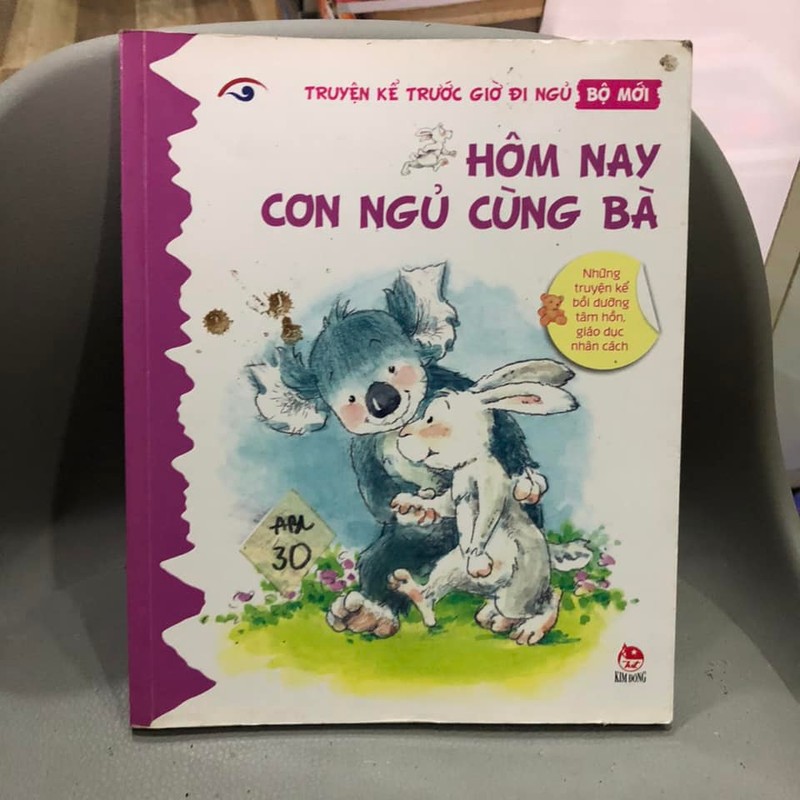 TRUYỆN KỂ TRƯỚC GIỜ ĐI NGỦ BỘ MỚI
HÔM NAY
CON NGỦ CÙNG BÀ
Những
truyện kể
bồi dưỡng
tâm hồn,
giáo dục
nhân cách
30
KIM ĐỒNG